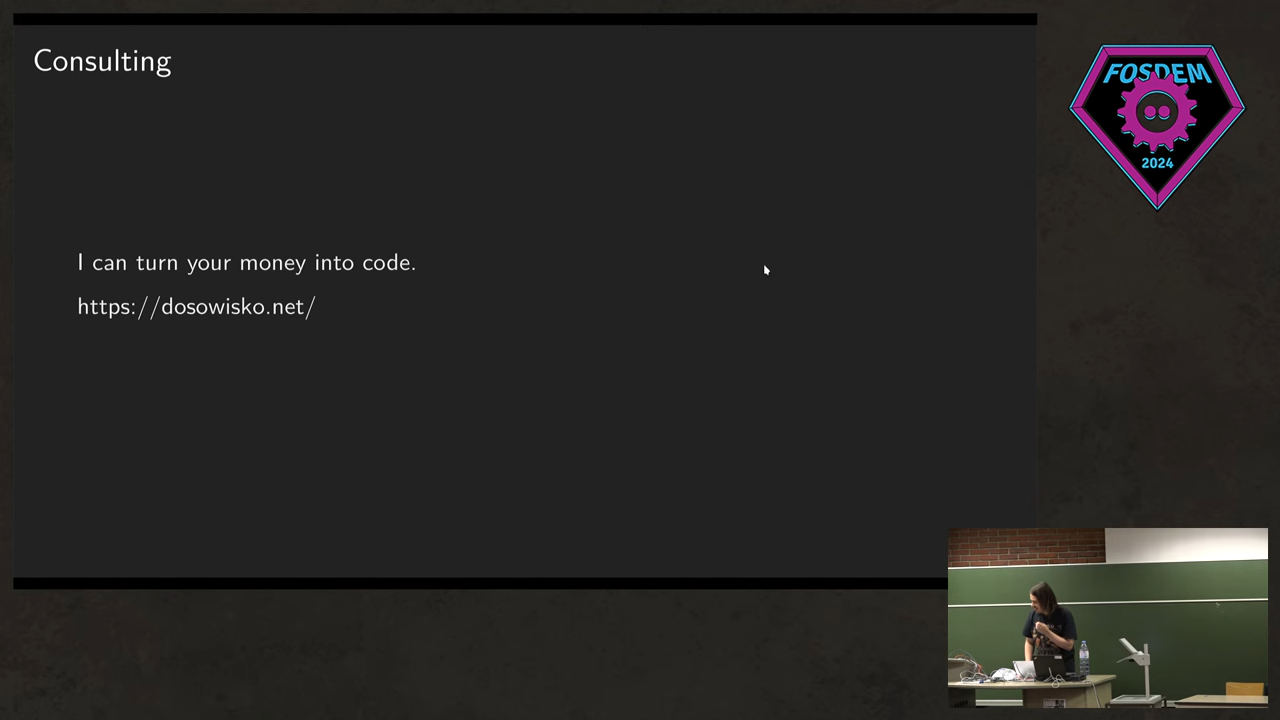 Consulting
FOSDEM
2024
I can turn your money into code.
https://dosowisko.net/